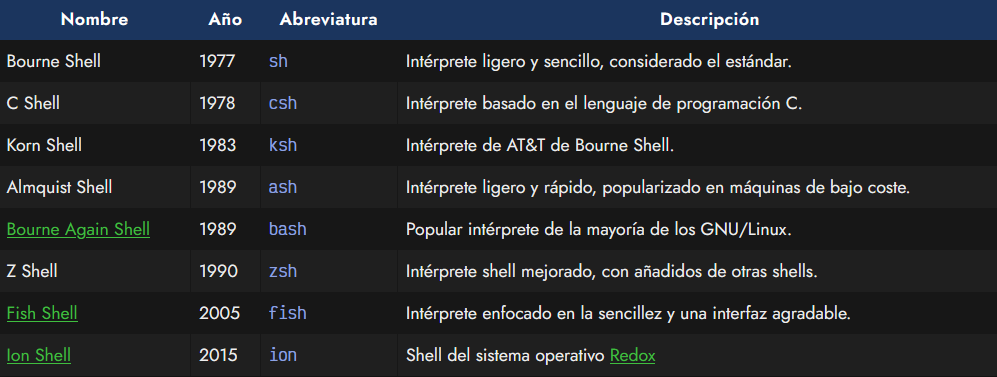 Nombre Año Abreviatura Descripción
Bourne Shell 1977 sh Intérprete ligero y sencillo, considerado el estándar.
C Shell 1978 csh Intérprete basado en el lenguaje de programación C.
Korn Shell 1983 ksh Intérprete de AT&T de Bourne Shell.
Almquist Shell 1989 ash Intérprete ligero y rápido, popularizado en máquinas de bajo coste.
Bourne Again Shell 1989 bash Popular intérprete de la mayoría de los GNU/Linux.
Z Shell 1990 zsh Intérprete shell mejorado, con añadidos de otras shells.
Fish Shell 2005 fish Intérprete enfocado en la sencillez y una interfaz agradable.
Ion Shell 2015 ion Shell del sistema operativo Redox